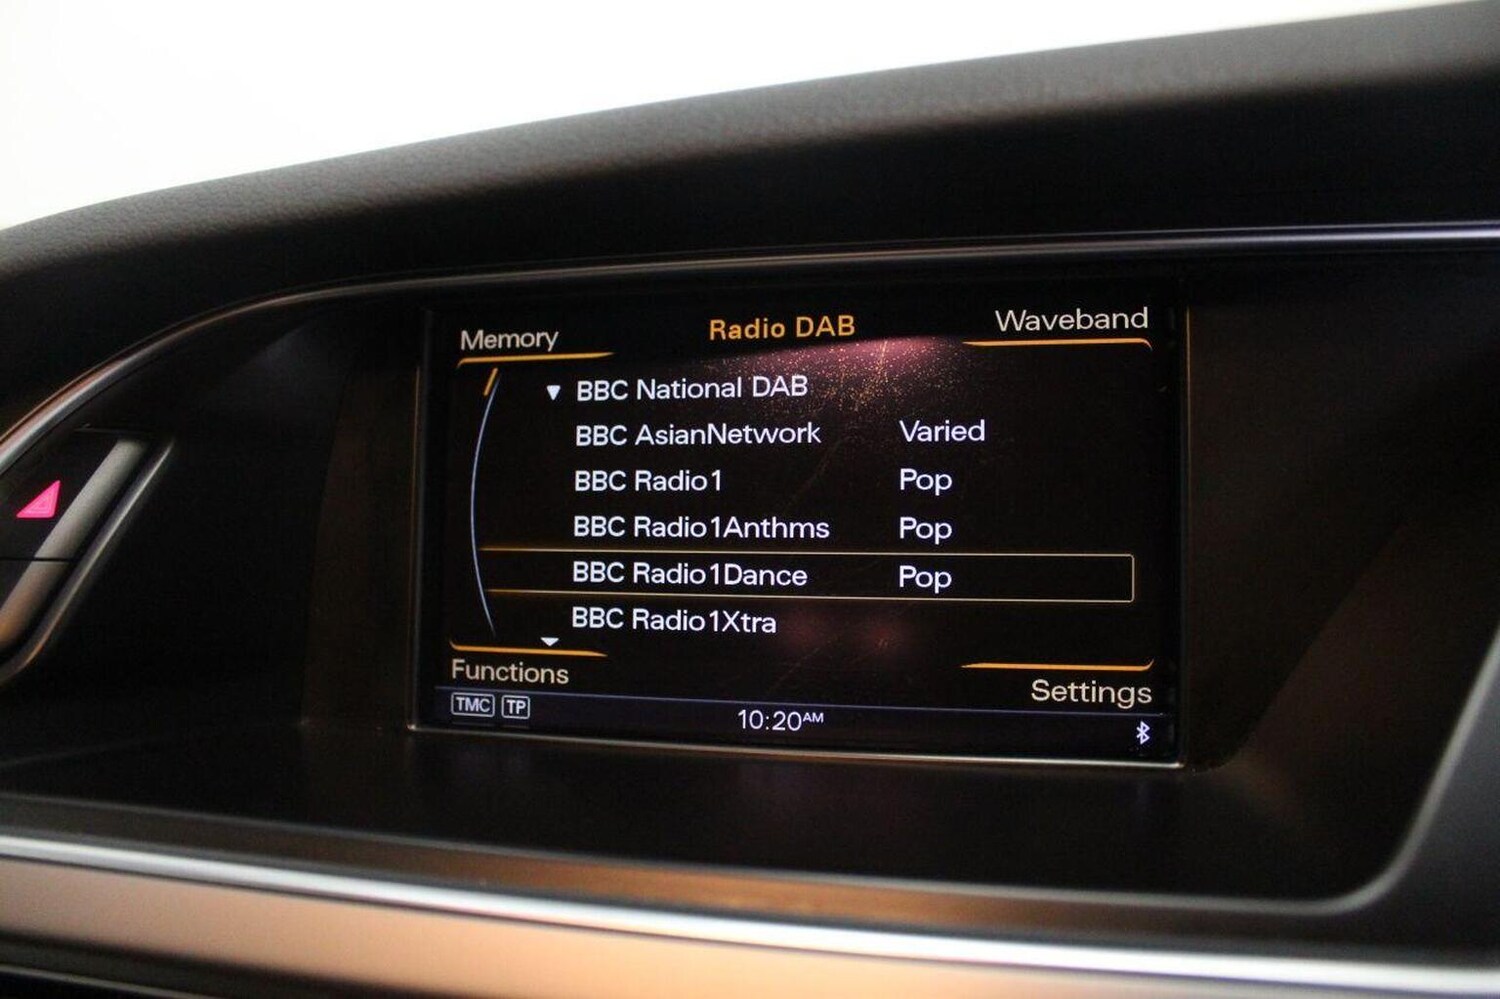 Memory Radio DAB Waveband
BBC National DAB
BBC AsianNetwork Varied
BBC Radio1 Pop
BBC Radio1Anthms Pop
BBC Radio1Dance Pop
BBC Radio1Xtra
Functions Settings
TMC TP 10:20AM